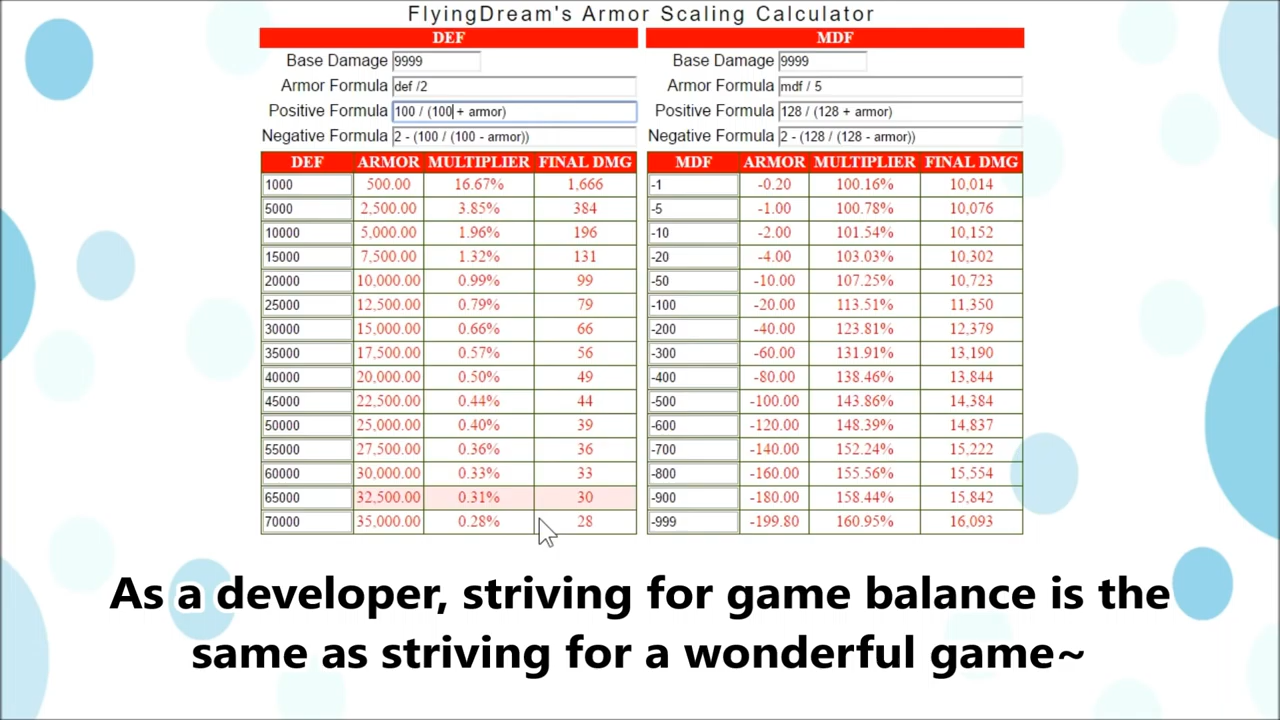 FlyingDream's Armor Scaling Calculator
DEF
Base Damage 9999
Armor Formula def /2
Positive Formula 100 / (100 + armor)
Negative Formula 2 - (100 / (100 - armor))
DEF ARMOR MULTIPLIER FINAL DMG
1000 500.00 16.67% 1,666
5000 2,500.00 3.85% 384
10000 5,000.00 1.96% 196
15000 7,500.00 1.32% 131
20000 10,000.00 0.99% 99
25000 12,500.00 0.79% 79
30000 15,000.00 0.66% 66
35000 17,500.00 0.57% 56
40000 20,000.00 0.50% 49
45000 22,500.00 0.44% 44
50000 25,000.00 0.40% 39
55000 27,500.00 0.36% 36
60000 30,000.00 0.33% 33
65000 32,500.00 0.31% 30
70000 35,000.00 0.28% 28
MDF
Base Damage 9999
Armor Formula mdf / 5
Positive Formula 128 / (128 + armor)
Negative Formula 2 - (128 / (128 - armor))
MDF ARMOR MULTIPLIER FINAL DMG
-1 -0.20 100.16% 10,014
-5 -1.00 100.78% 10,076
-10 -2.00 101.54% 10,152
-20 -4.00 103.03% 10,302
-50 -10.00 107.25% 10,723
-100 -20.00 113.51% 11,350
-200 -40.00 123.81% 12,379
-300 -60.00 131.91% 13,190
-400 -80.00 138.46% 13,844
-500 -100.00 143.86% 14,384
-600 -120.00 148.39% 14,837
-700 -140.00 152.24% 15,222
-800 -160.00 155.56% 15,554
-900 -180.00 158.44% 15,842
-999 -199.80 160.95% 16,093
As a developer, striving for game balance is the
same as striving for a wonderful game~